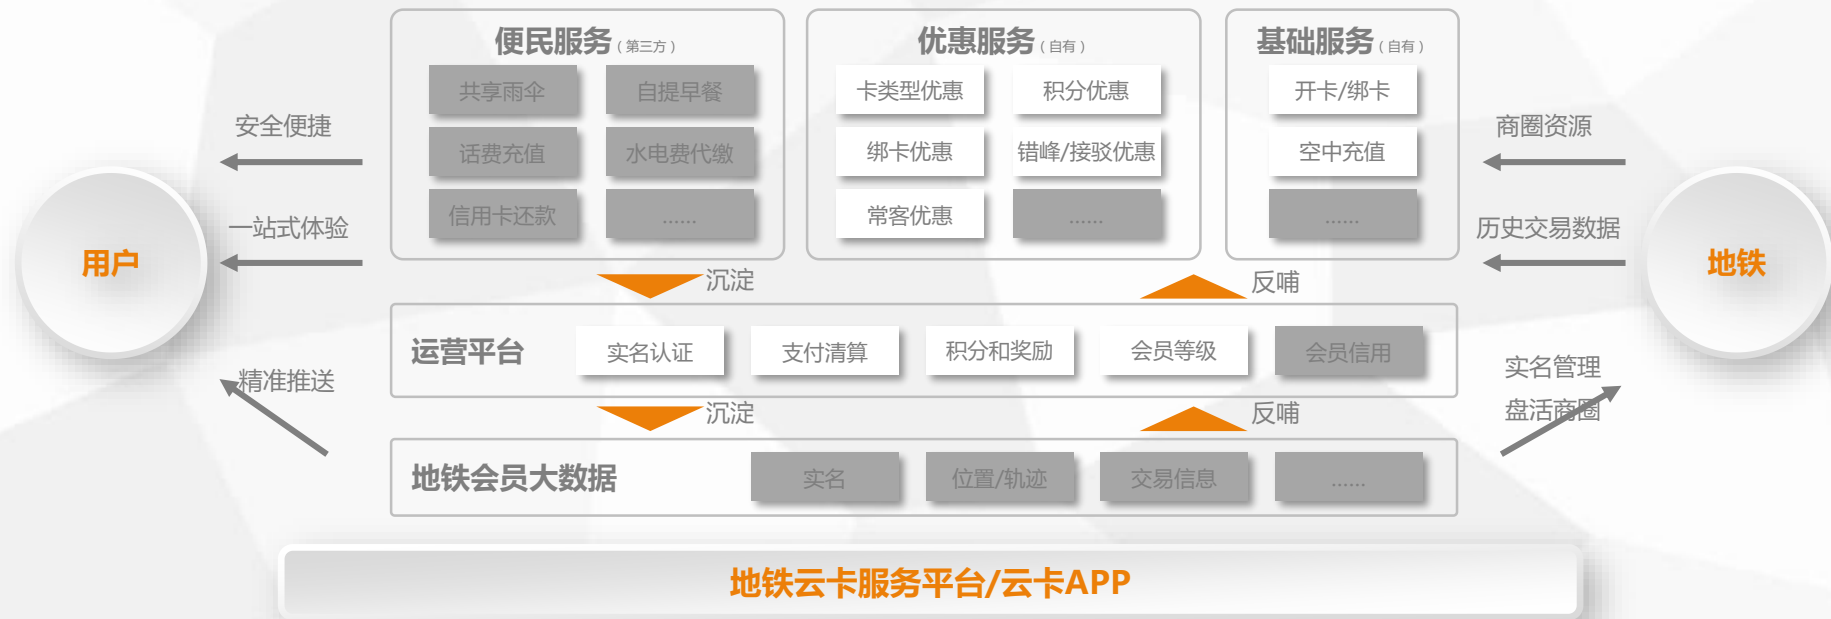 便民服务（第三方）
共享雨伞
自提早餐
话费充值
水电费代缴
信用卡还款
......
优惠服务（自有）
卡类型优惠
积分优惠
绑卡优惠
错峰/接驳优惠
常客优惠
......
基础服务（自有）
开卡/绑卡
空中充值
......
安全便捷
一站式体验
用户
精准推送
商圈资源
历史交易数据
地铁
实名管理
盘活商圈
沉淀
反哺
运营平台
实名认证
支付清算
积分和奖励
会员等级
会员信用
沉淀
反哺
地铁会员大数据
实名
位置/轨迹
交易信息
......
地铁云卡服务平台/云卡APP